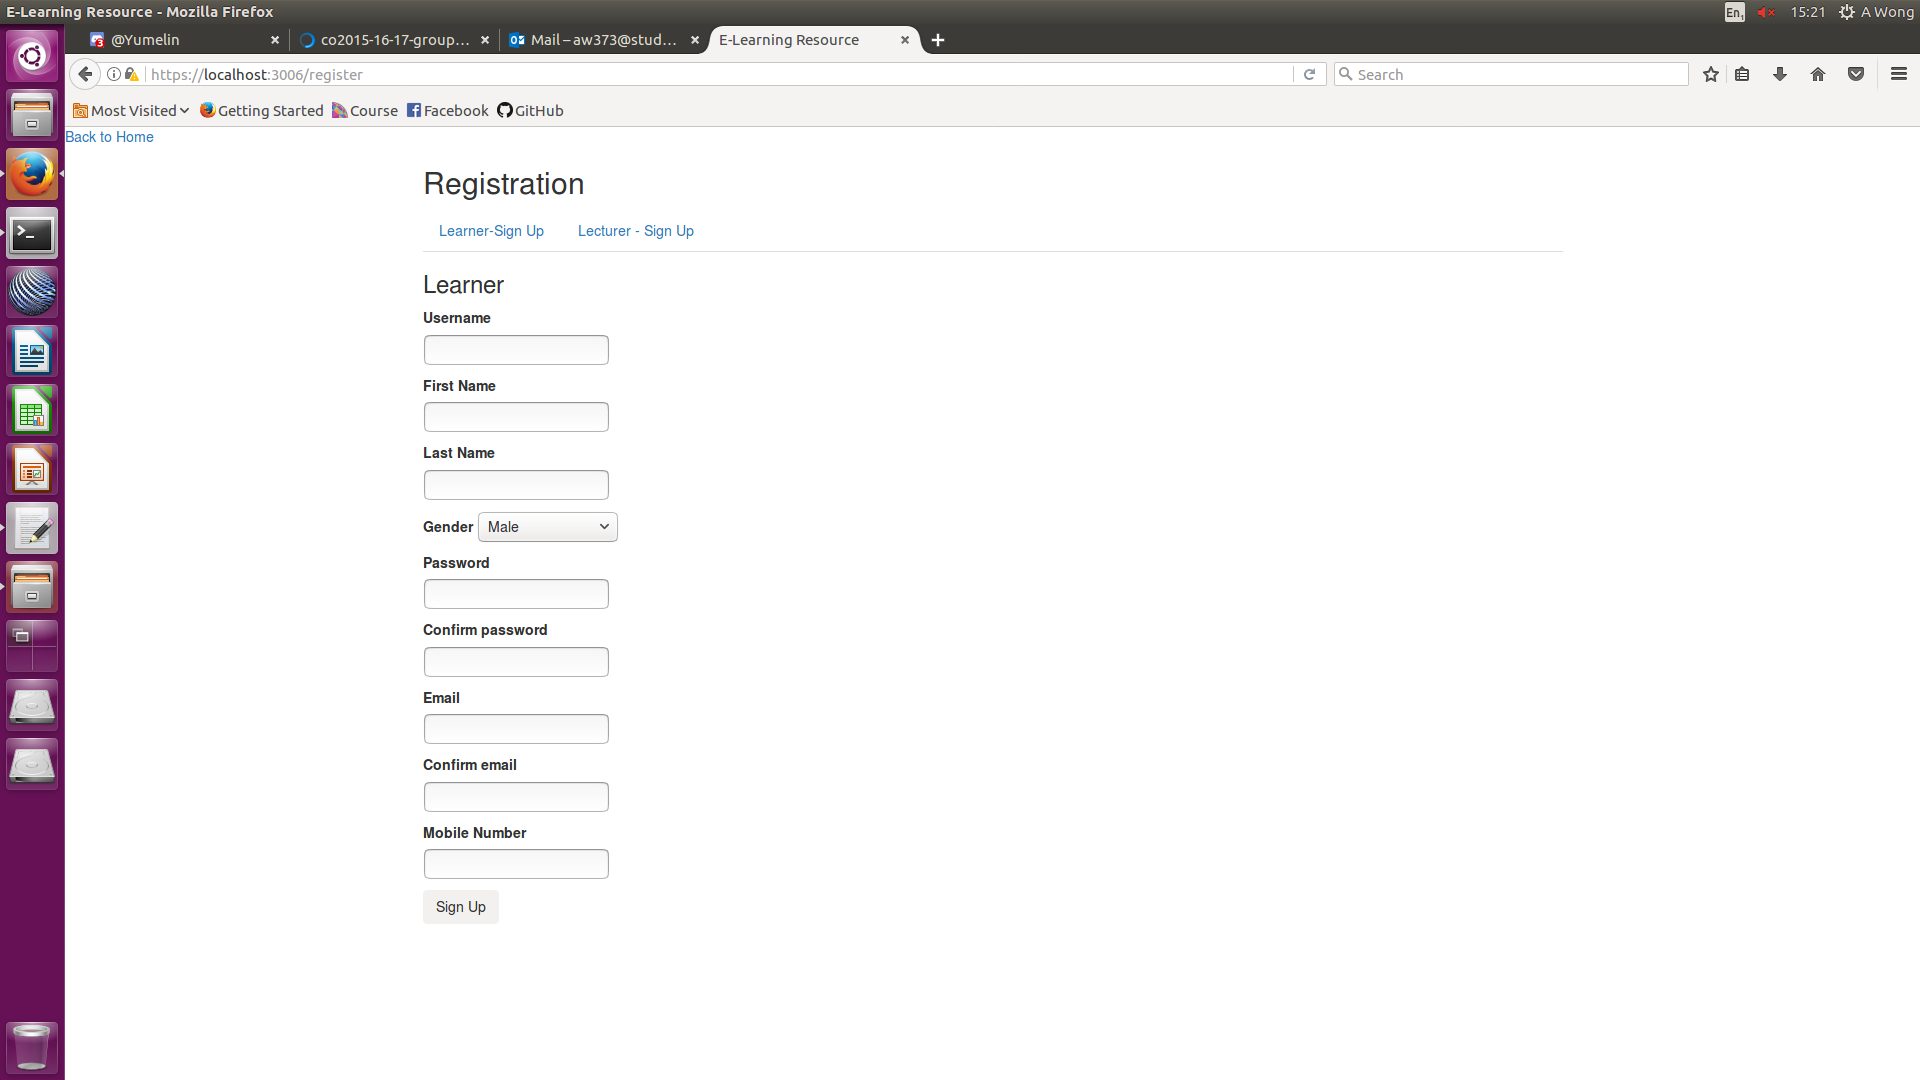 E-Learning Resource - Mozilla Firefox
En1 15:21 A Wong
3 @Yumelin
co2015-16-17-group...
Mail – aw373@stud...
E-Learning Resource
https://localhost:3006/register
Search
Most Visited Getting Started Course Facebook GitHub
Back to Home
Registration
Learner-Sign Up Lecturer - Sign Up
Learner
Username
First Name
Last Name
Gender Male
Password
Confirm password
Email
Confirm email
Mobile Number
Sign Up